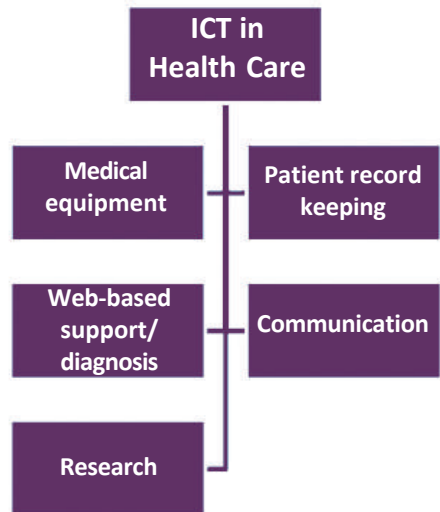 ICT in
Health Care
Medical
equipment
Patient record
keeping
Web-based
support/
diagnosis
Communication
Research